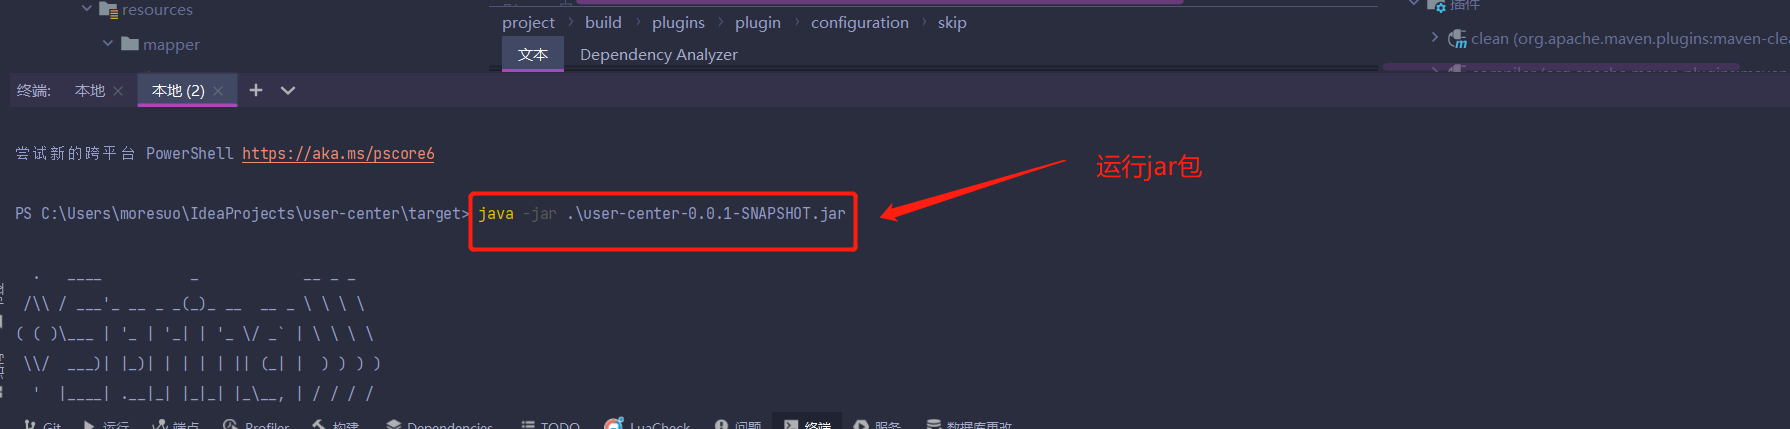 resources
mapper
project > build > plugins > plugin > configuration > skip
文本 Dependency Analyzer
插件
clean (org.apache.maven.plugins:maven-clea
终端: 本地 × 本地 (2) ×
尝试新的跨平台 PowerShell https://aka.ms/pscore6
运行jar包
PS C:\Users\moresuo\IdeaProjects\user-center\target> java -jar .\user-center-0.0.1-SNAPSHOT.jar
  .   ____          _            __ _ _
 /\\ / ___'_ __ _ _(_)_ __  __ _ \ \ \ \
( ( )\___ | '_ | '_| | '_ \/ _` | \ \ \ \
 \\/  ___)| |_)| | | | | || (_| |  ) ) ) )
  '  |____| .__|_| |_|_| |_\__, | / / / /
Git 运行 端点 Profiler 构建 Dependencies TODO LuaCheck 问题 终端 服务 数据库更改